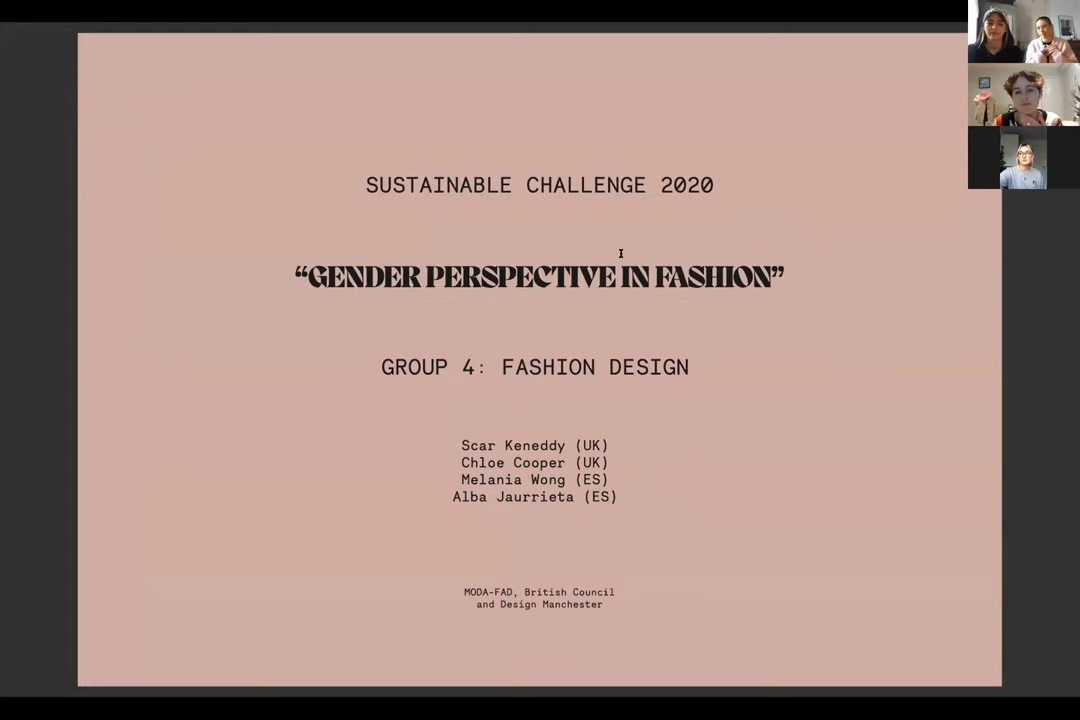 SUSTAINABLE CHALLENGE 2020
“GENDER PERSPECTIVE IN FASHION”
GROUP 4: FASHION DESIGN
Scar Keneddy (UK)
Chloe Cooper (UK)
Melania Wong (ES)
Alba Jaurrieta (ES)
MODA-FAD, British Council
and Design Manchester